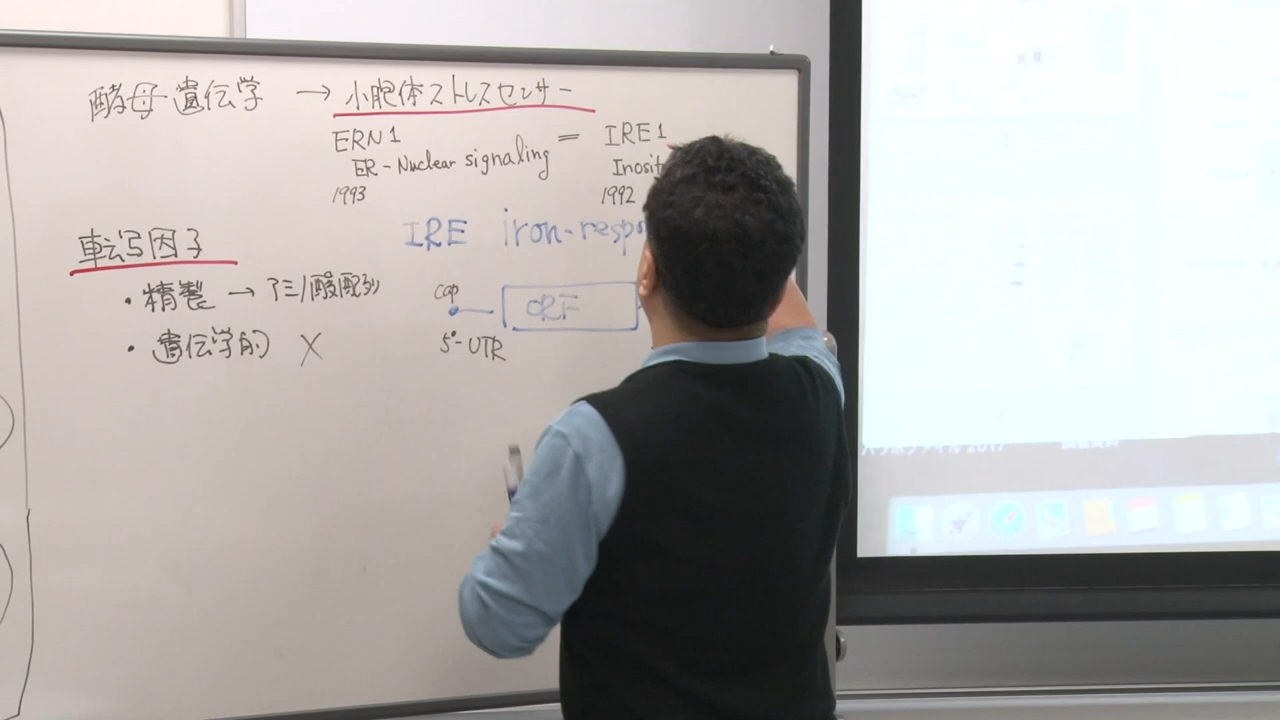 酵母遺伝学 → 小胞体ストレスセンサー
ERN1 = IRE1
ER-Nuclear signaling Inosit
1993 1992
IRE iron-respo
転写因子
・精製 → アミノ酸配列
cap ORF
・遺伝学的 ×
5'-UTR